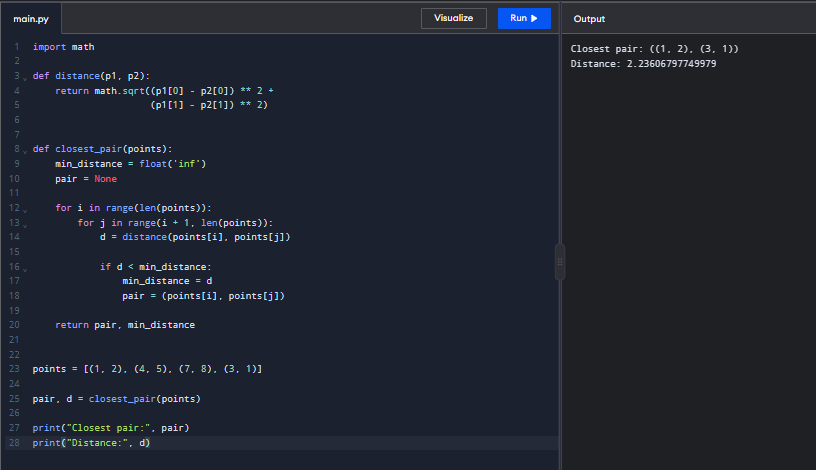 main.py
Visualize
Run
1 import math
2
3 def distance(p1, p2):
4     return math.sqrt((p1[0] - p2[0]) ** 2 +
5                      (p1[1] - p2[1]) ** 2)
6
7
8 def closest_pair(points):
9     min_distance = float('inf')
10     pair = None
11
12     for i in range(len(points)):
13         for j in range(i + 1, len(points)):
14             d = distance(points[i], points[j])
15
16             if d < min_distance:
17                 min_distance = d
18                 pair = (points[i], points[j])
19
20     return pair, min_distance
21
22
23 points = [(1, 2), (4, 5), (7, 8), (3, 1)]
24
25 pair, d = closest_pair(points)
26
27 print("Closest pair:", pair)
28 print("Distance:", d)
Output
Closest pair: ((1, 2), (3, 1))
Distance: 2.23606797749979